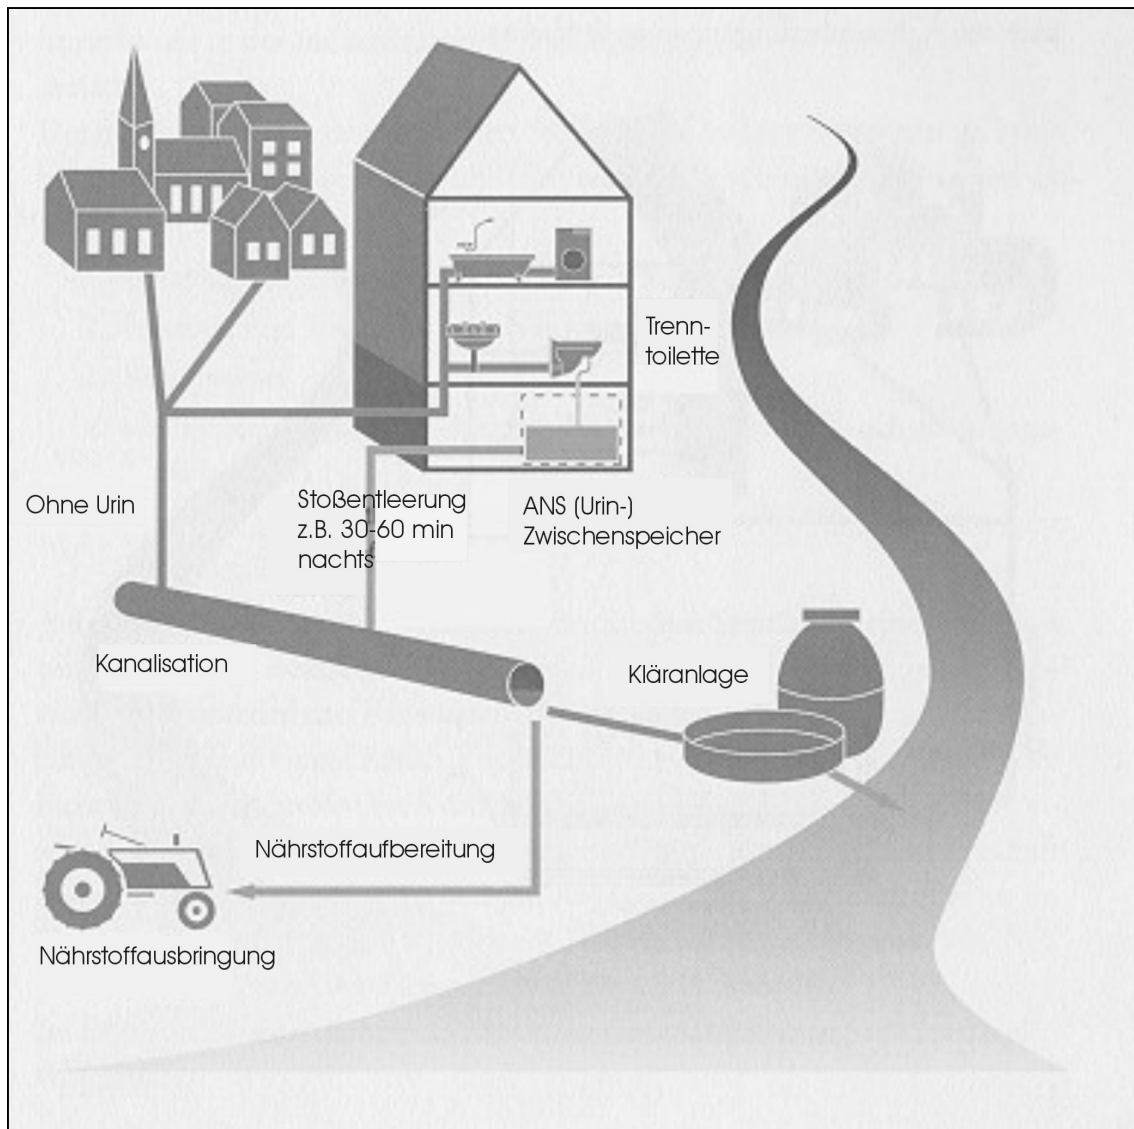 Trenn-
toilette
Ohne Urin
Stoßentleerung
z.B. 30-60 min
nachts
ANS (Urin-)
Zwischenspeicher
Kanalisation
Kläranlage
Nährstoffaufbereitung
Nährstoffausbringung